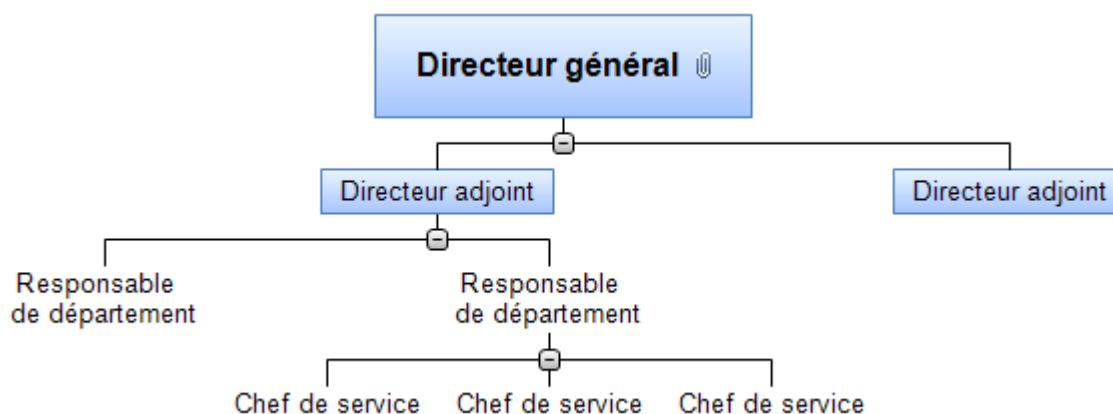 Directeur général
Directeur adjoint
Directeur adjoint
Responsable
de département
Responsable
de département
Chef de service
Chef de service
Chef de service